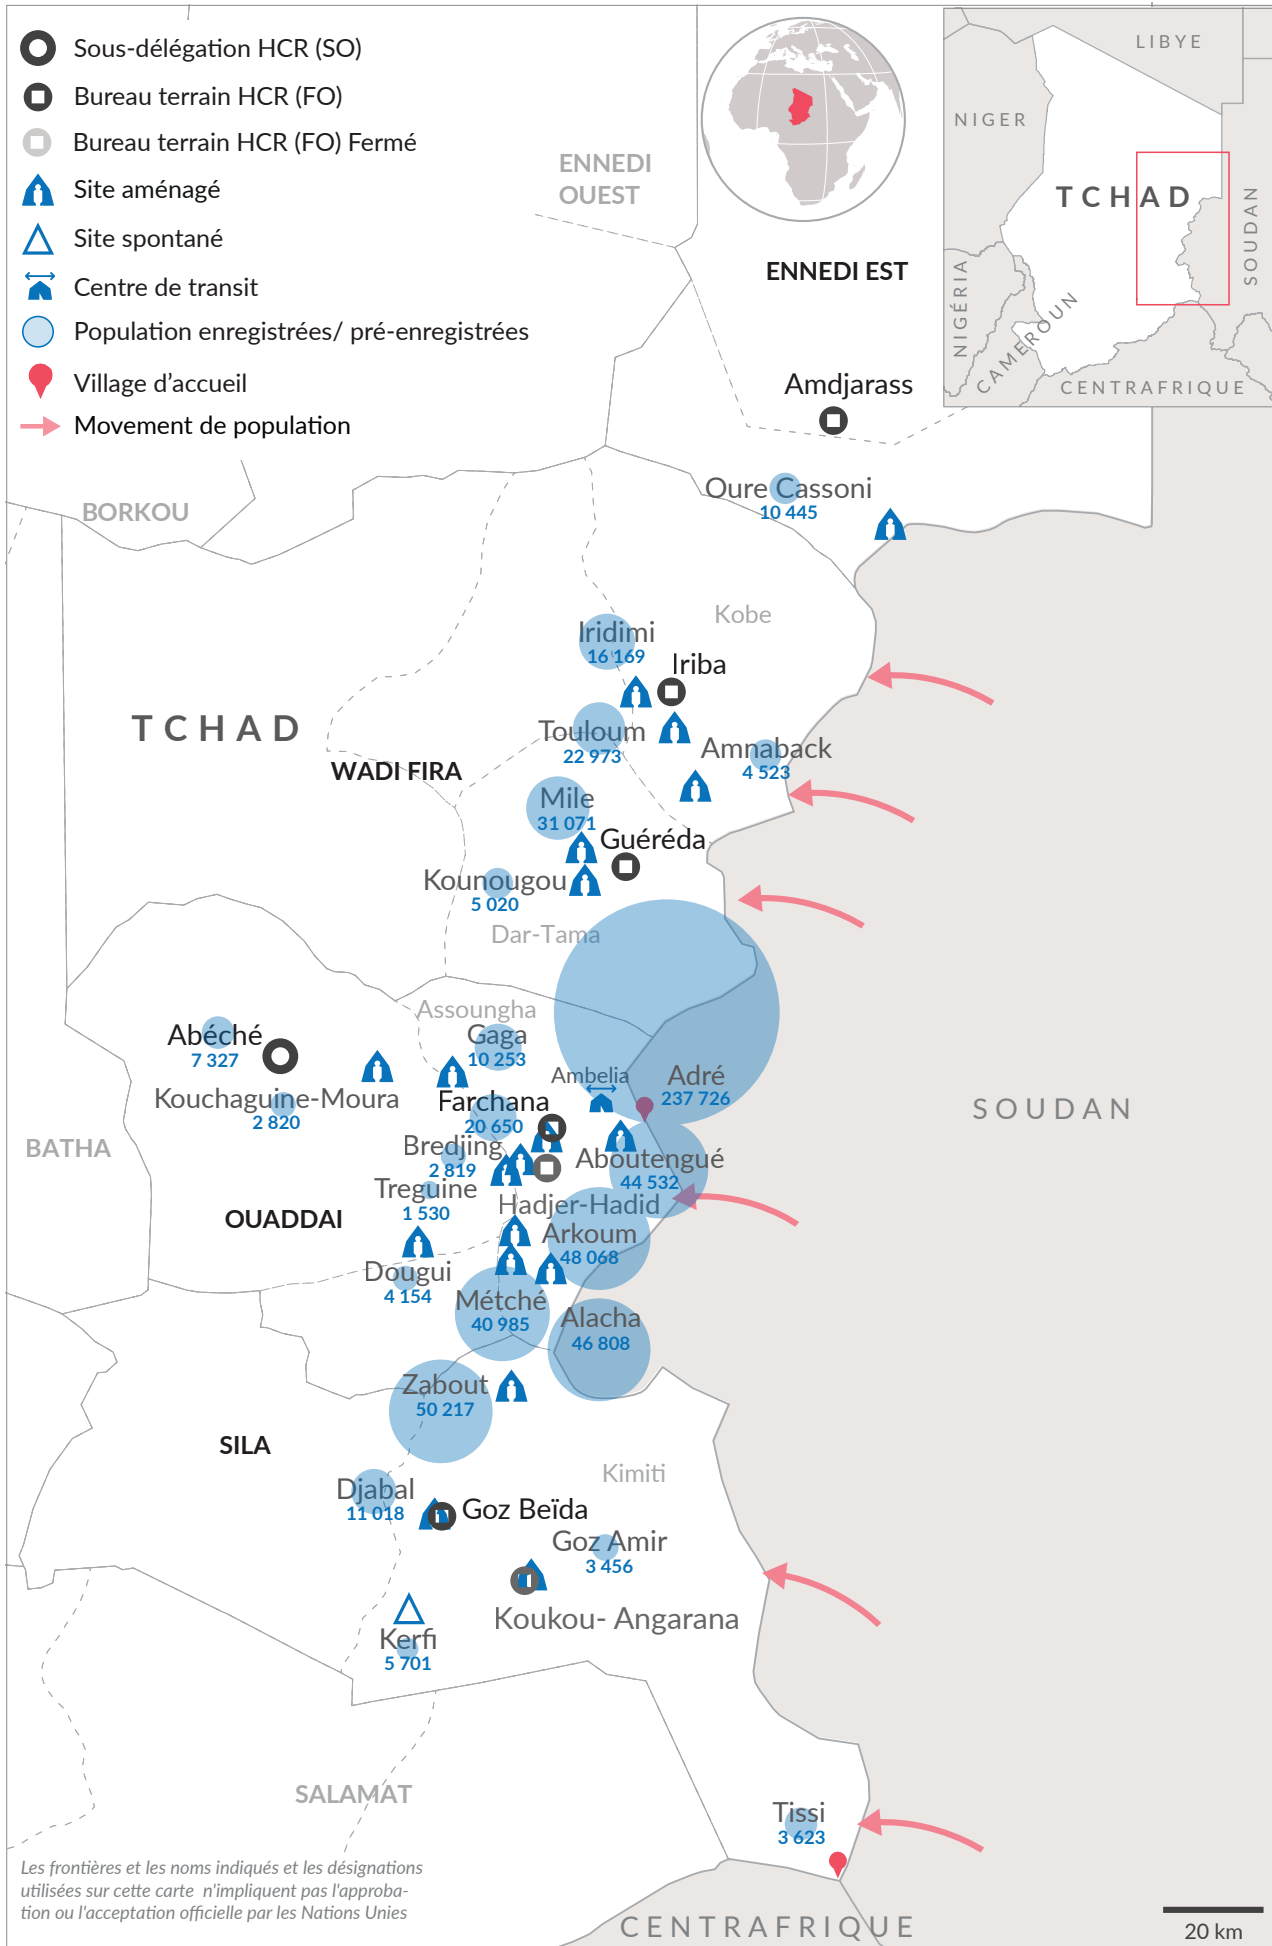 Sous-délégation HCR (SO)
Bureau terrain HCR (FO)
Bureau terrain HCR (FO) Fermé
Site aménagé
Site spontané
Centre de transit
Population enregistrées/ pré-enregistrées
Village d'accueil
Movement de population
LIBYE
NIGER
TCHAD
SOUDAN
NIGÉRIA
CAMEROUN
CENTRAFRIQUE
ENNEDI
OUEST
ENNEDI EST
Amdjarass
Oure Cassoni
10 445
BORKOU
Kobe
Iridimi
16 169
Iriba
TCHAD
Touloum
22 973
Amnaback
4 523
WADI FIRA
Mile
31 071
Guéréda
Kounougou
5 020
Dar-Tama
Assoungha
Gaga
10 253
Abéché
7 327
Ambelia
Adré
237 726
Kouchaguine-Moura
2 820
Farchana
20 650
SOUDAN
BATHA
Bredjing
2 819
Aboutengué
44 532
Treguine
1 530
Hadjer-Hadid
OUADDAI
Arkoum
48 068
Dougui
4 154
Métché
40 985
Alacha
46 808
Zabout
50 217
SILA
Kimiti
Djabal
11 018
Goz Beïda
Goz Amir
3 456
Koukou- Angarana
Kerfi
5 701
SALAMAT
Tissi
3 623
Les frontières et les noms indiqués et les désignations
utilisées sur cette carte n'impliquent pas l'approba-
tion ou l'acceptation officielle par les Nations Unies
CENTRAFRIQUE
20 km